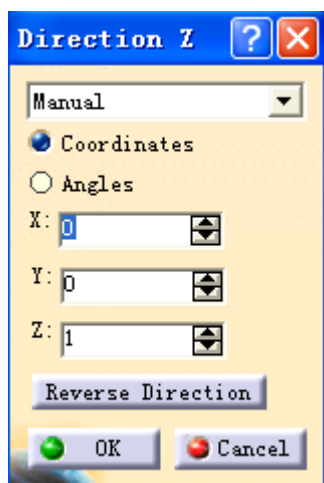 Direction Z ?
Manual
Coordinates
Angles
X: 0
Y: 0
Z: 1
Reverse Direction
OK Cancel